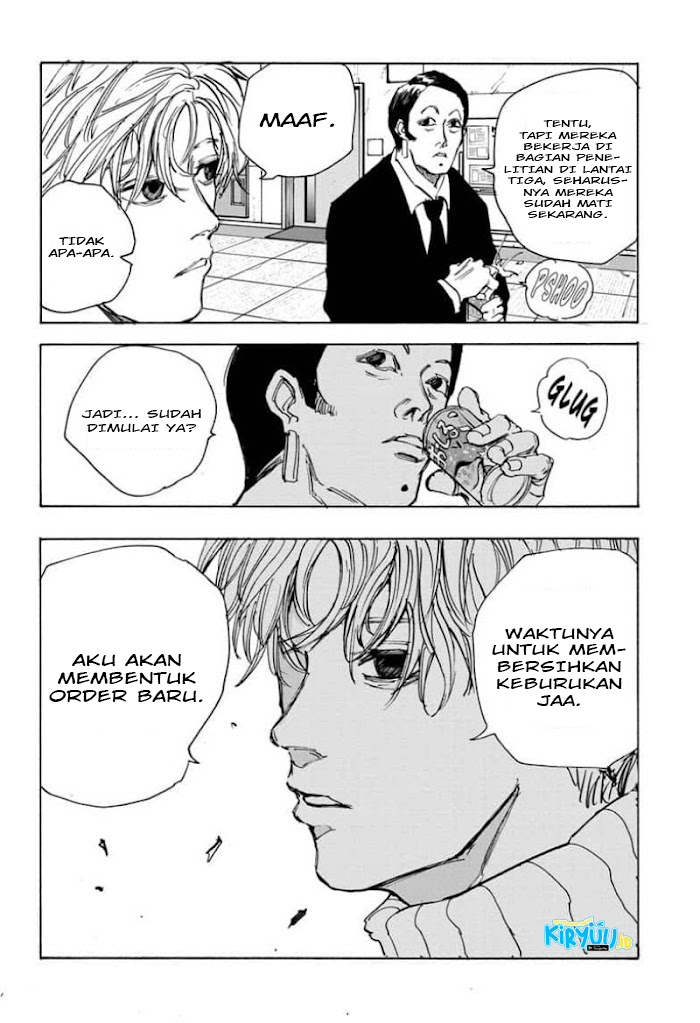 TENTU,
TAPI MEREKA
BEKERJA DI
BAGIAN PENE-
LITIAN DI LANTAI
TIGA, SEHARUS-
NYA MEREKA
SUDAH MATI
SEKARANG.
MAAF.
PSHOO
TIDAK
APA-APA.
GLUG
JADI... SUDAH
DIMULAI YA?
WAKTUNYA
UNTUK MEM-
BERSIHKAN
KEBURUKAN
JAA.
AKU AKAN
MEMBENTUK
ORDER BARU.
KIRYUU.ID